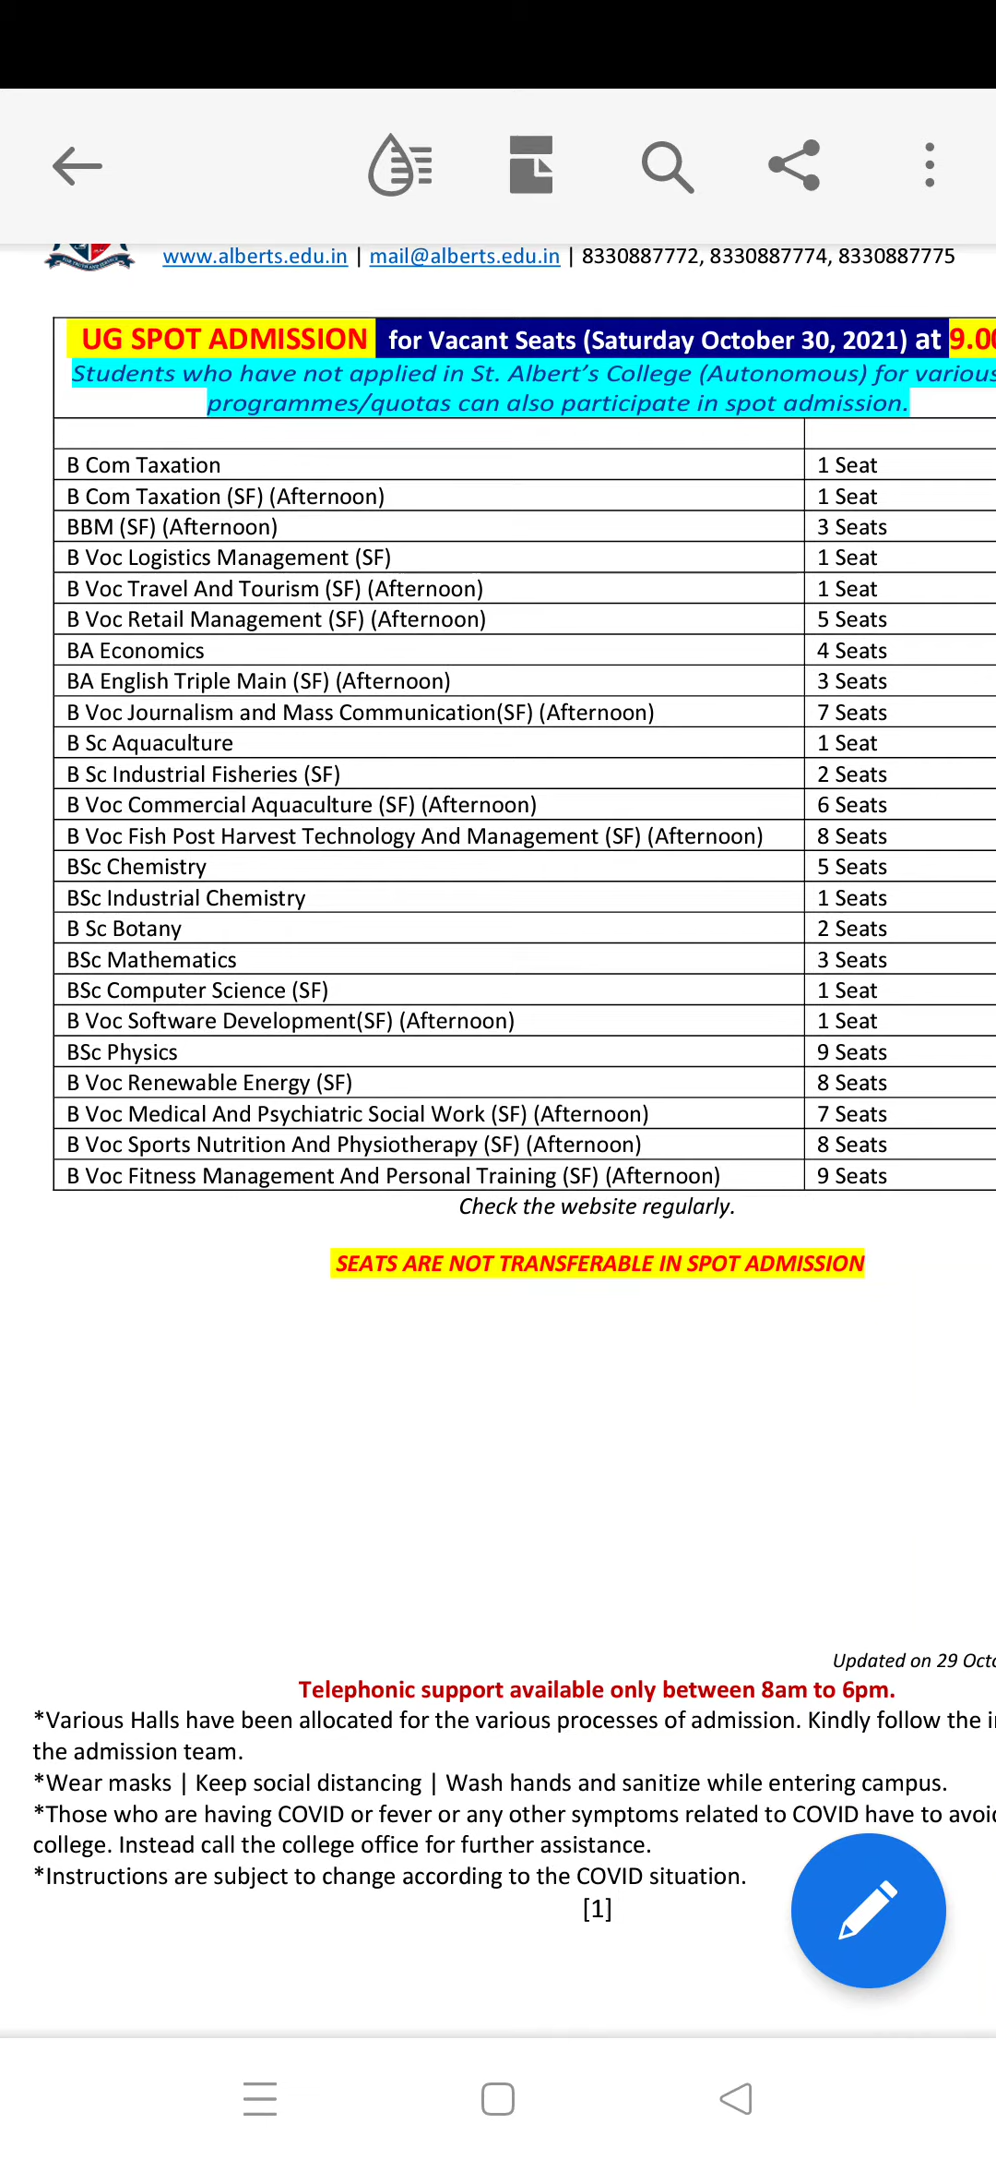 www.alberts.edu.in | mail@alberts.edu.in | 8330887772, 8330887774, 8330887775
UG SPOT ADMISSION for Vacant Seats (Saturday October 30, 2021) at
Students who have not applied in St. Albert's College (Autonomous) for various
programmes/quotas can also participate in spot admission.
B Com Taxation 1 Seat
B Com Taxation (SF) (Afternoon) 1 Seat
BBM (SF) (Afternoon) 3 Seats
B Voc Logistics Management (SF) 1 Seat
B Voc Travel And Tourism (SF) (Afternoon) 1 Seat
B Voc Retail Management (SF) (Afternoon) 5 Seats
BA Economics 4 Seats
BA English Triple Main (SF) (Afternoon) 3 Seats
B Voc Journalism and Mass Communication(SF) (Afternoon) 7 Seats
B Sc Aquaculture 1 Seat
B Sc Industrial Fisheries (SF) 2 Seats
B Voc Commercial Aquaculture (SF) (Afternoon) 6 Seats
B Voc Fish Post Harvest Technology And Management (SF) (Afternoon) 8 Seats
BSc Chemistry 5 Seats
BSc Industrial Chemistry 1 Seats
B Sc Botany 2 Seats
BSc Mathematics 3 Seats
BSc Computer Science (SF) 1 Seat
B Voc Software Development(SF) (Afternoon) 1 Seat
BSc Physics 9 Seats
B Voc Renewable Energy (SF) 8 Seats
B Voc Medical And Psychiatric Social Work (SF) (Afternoon) 7 Seats
B Voc Sports Nutrition And Physiotherapy (SF) (Afternoon) 8 Seats
B Voc Fitness Management And Personal Training (SF) (Afternoon) 9 Seats
Check the website regularly.
SEATS ARE NOT TRANSFERABLE IN SPOT ADMISSION
Updated on 29
Telephonic support available only between 8am to 6pm.
*Various Halls have been allocated for the various processes of admission. Kindly follow the
the admission team.
*Wear masks | Keep social distancing | Wash hands and sanitize while entering campus.
*Those who are having COVID or fever or any other symptoms related to COVID have to
college. Instead call the college office for further assistance.
*Instructions are subject to change according to the COVID situation.
[1]